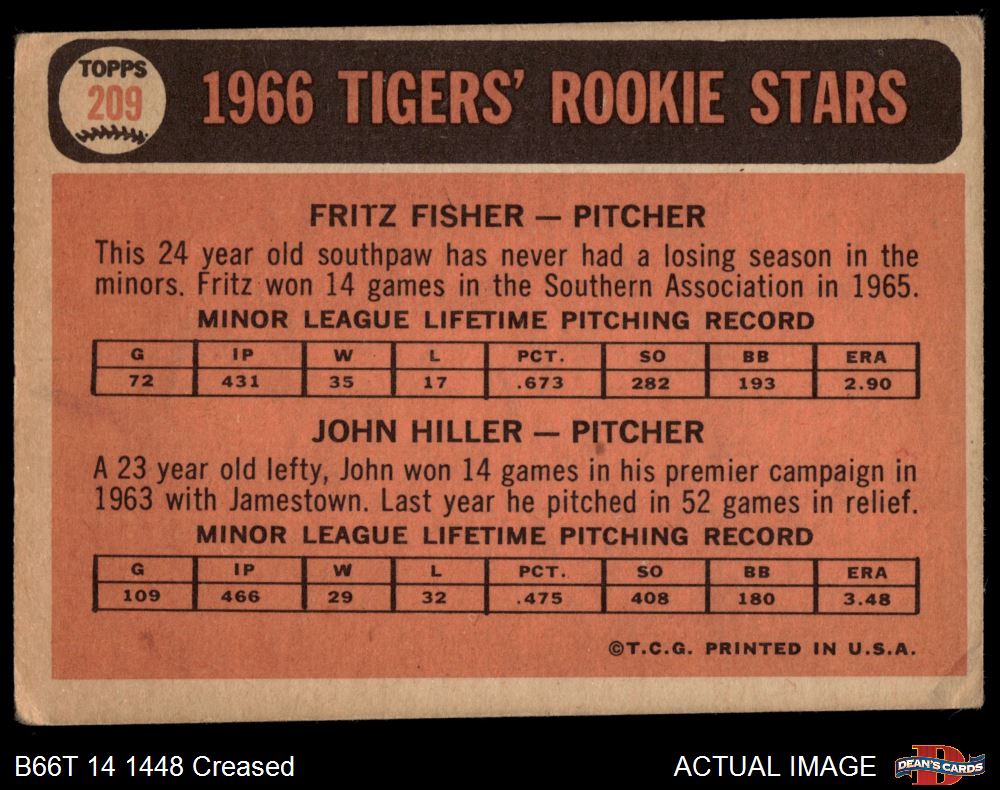 TOPPS
209
1966 TIGERS' ROOKIE STARS
FRITZ FISHER — PITCHER
This 24 year old southpaw has never had a losing season in the
minors. Fritz won 14 games in the Southern Association in 1965.
MINOR LEAGUE LIFETIME PITCHING RECORD
G IP W L PCT. SO BB ERA
72 431 35 17 .673 282 193 2.90
JOHN HILLER — PITCHER
A 23 year old lefty, John won 14 games in his premier campaign in
1963 with Jamestown. Last year he pitched in 52 games in relief.
MINOR LEAGUE LIFETIME PITCHING RECORD
G IP W L PCT. SO BB ERA
109 466 29 32 .475 408 180 3.48
©T.C.G. PRINTED IN U.S.A.
B66T 14 1448 Creased
ACTUAL IMAGE
D
DEAN'S CARDS